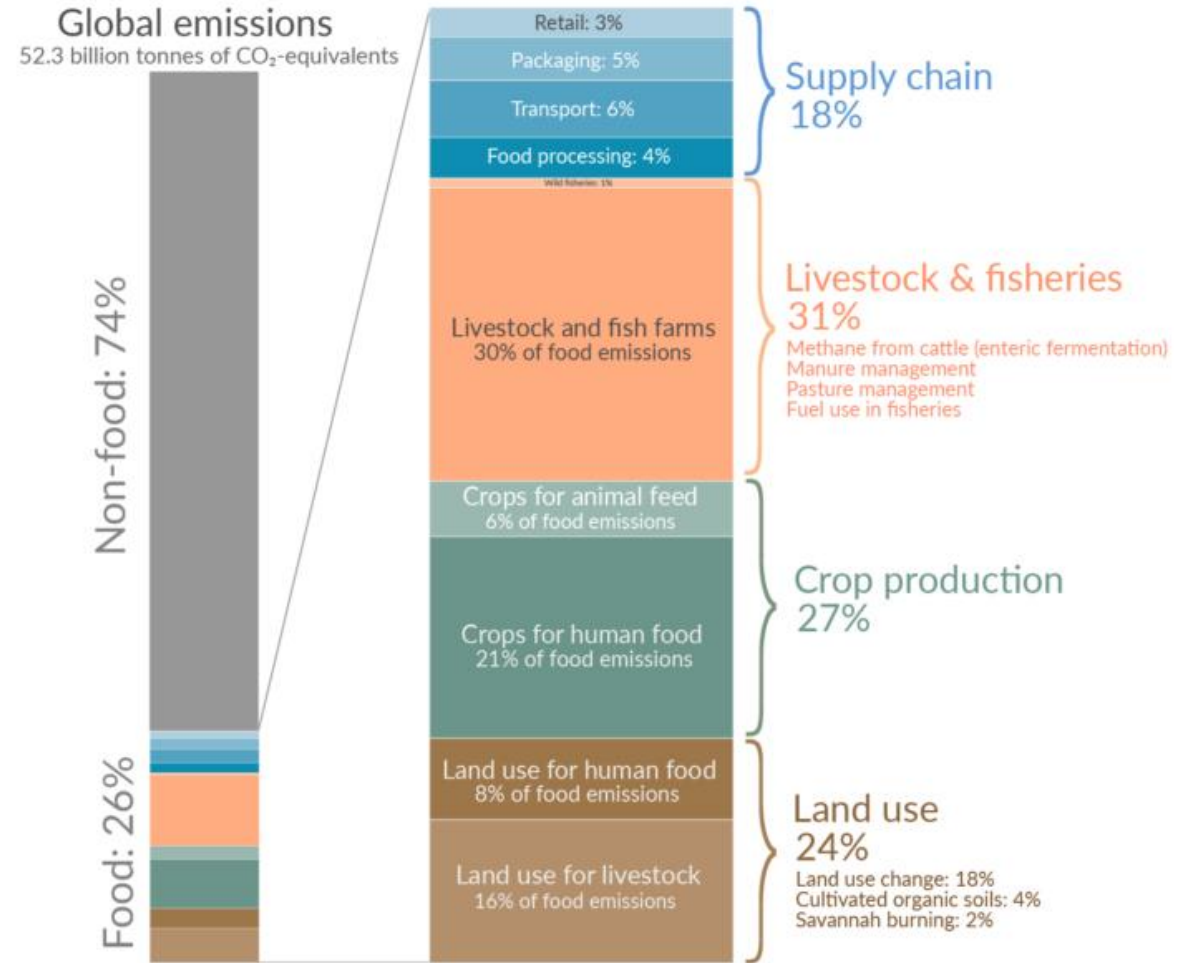 Global emissions
52.3 billion tonnes of CO₂-equivalents
Non-food: 74%
Food: 26%
Retail: 3%
Packaging: 5%
Transport: 6%
Food processing: 4%
Wild fisheries: 1%
Livestock and fish farms
30% of food emissions
Crops for animal feed
6% of food emissions
Crops for human food
21% of food emissions
Land use for human food
8% of food emissions
Land use for livestock
16% of food emissions
Supply chain
18%
Livestock & fisheries
31%
Methane from cattle (enteric fermentation)
Manure management
Pasture management
Fuel use in fisheries
Crop production
27%
Land use
24%
Land use change: 18%
Cultivated organic soils: 4%
Savannah burning: 2%